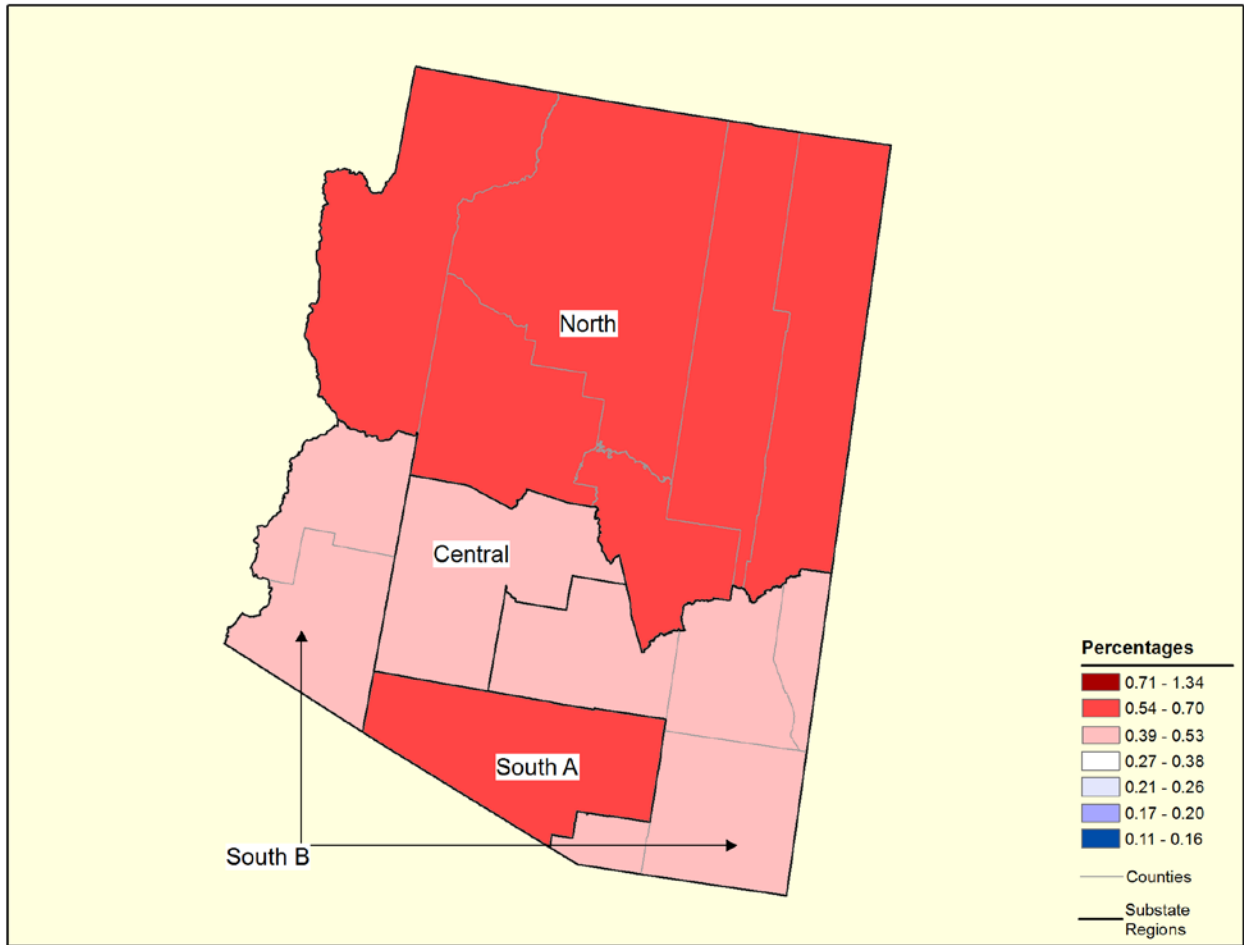 North
Central
South A
South B
Percentages
0.71 - 1.34
0.54 - 0.70
0.39 - 0.53
0.27 - 0.38
0.21 - 0.26
0.17 - 0.20
0.11 - 0.16
Counties
Substate
Regions